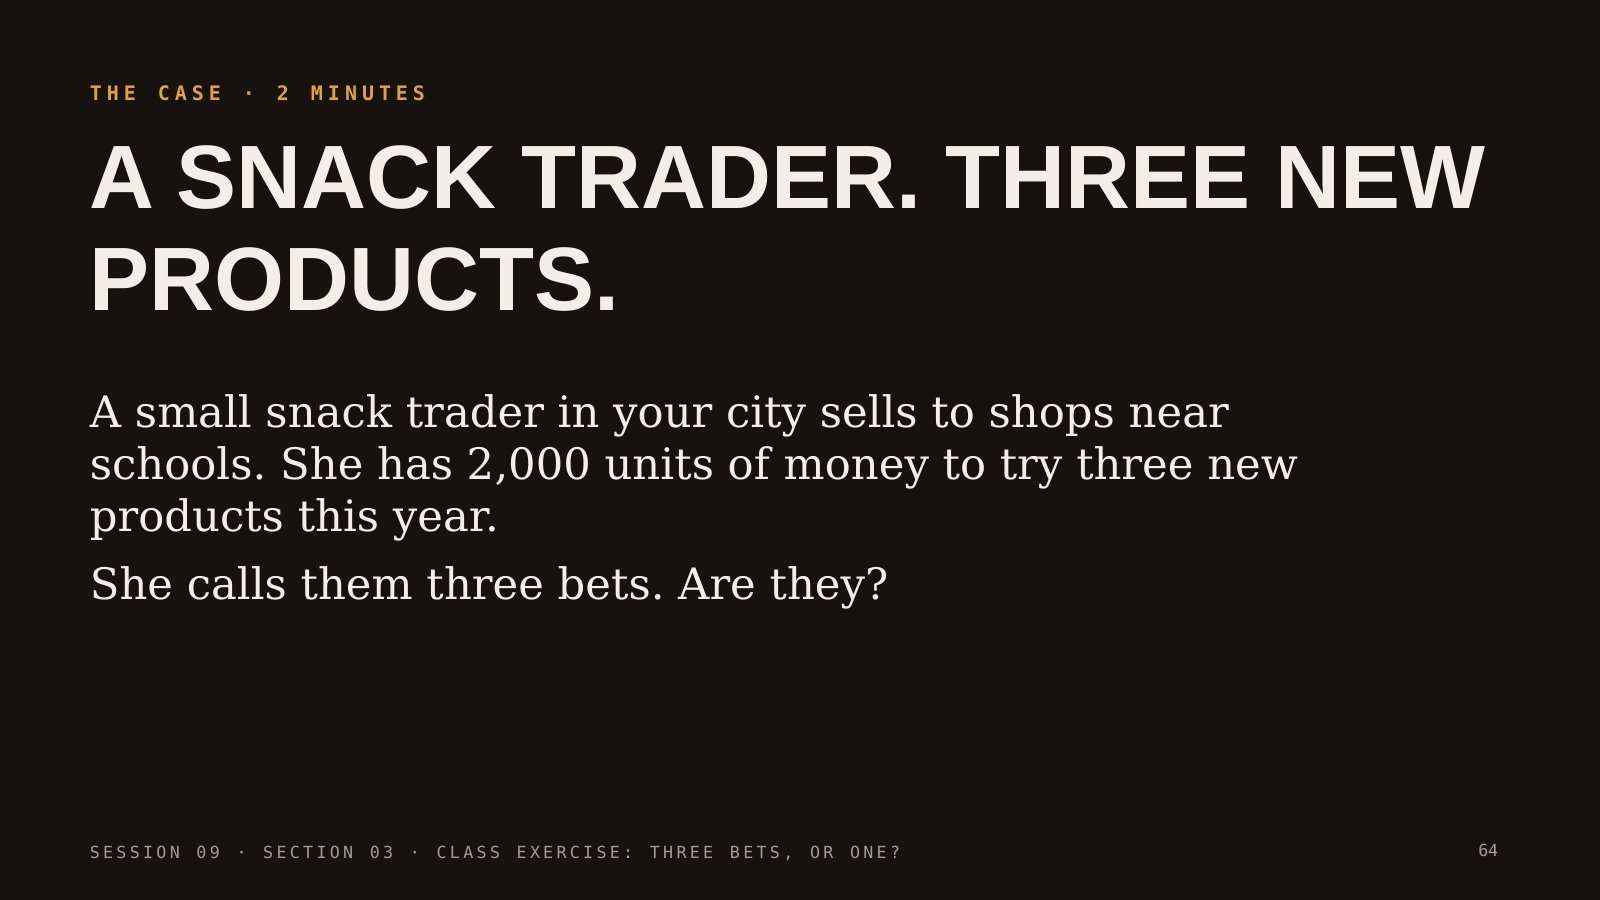 THE CASE · 2 MINUTES
A SNACK TRADER. THREE NEW
PRODUCTS.
A small snack trader in your city sells to shops near
schools. She has 2,000 units of money to try three new
products this year.
She calls them three bets. Are they?
SESSION 09 · SECTION 03 · CLASS EXERCISE: THREE BETS, OR ONE?
64